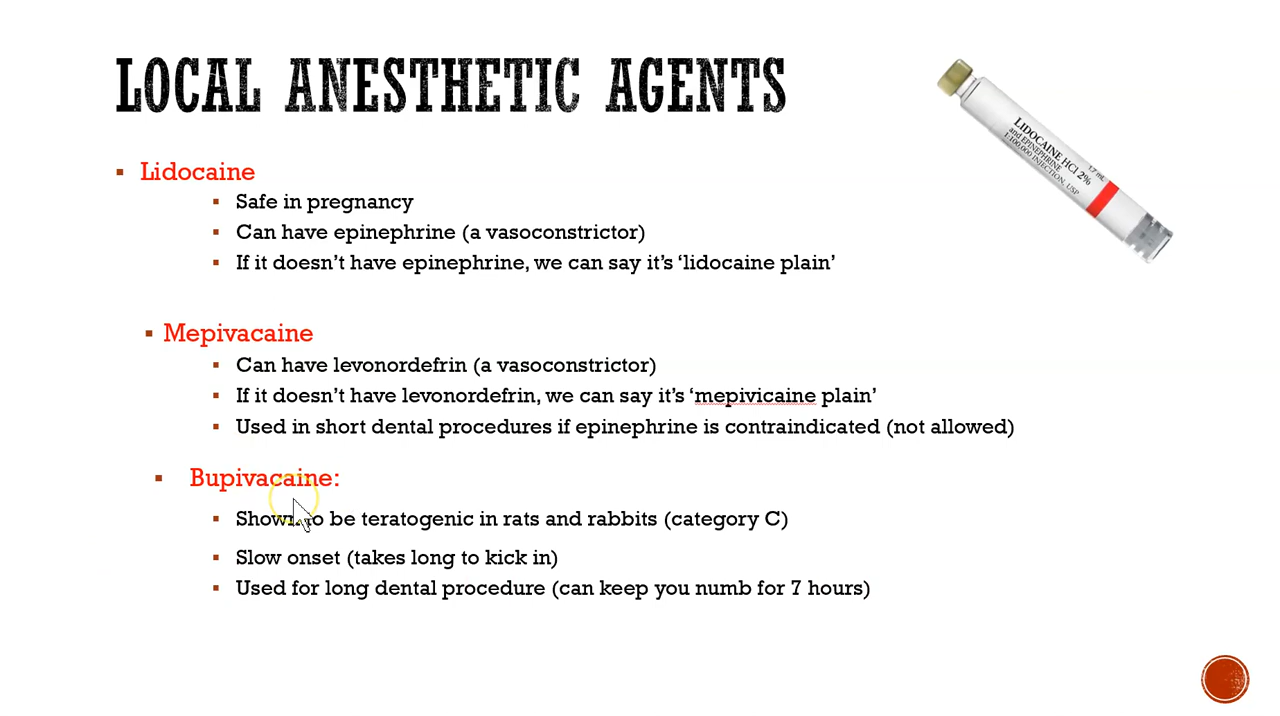 LOCAL ANESTHETIC AGENTS
▪ Lidocaine
▪ Safe in pregnancy
▪ Can have epinephrine (a vasoconstrictor)
▪ If it doesn’t have epinephrine, we can say it’s ‘lidocaine plain’
▪ Mepivacaine
▪ Can have levonordefrin (a vasoconstrictor)
▪ If it doesn’t have levonordefrin, we can say it’s ‘mepivicaine plain’
▪ Used in short dental procedures if epinephrine is contraindicated (not allowed)
▪ Bupivacaine:
▪ Shown to be teratogenic in rats and rabbits (category C)
▪ Slow onset (takes long to kick in)
▪ Used for long dental procedure (can keep you numb for 7 hours)
LIDOCAINE HCl 2%
and EPINEPHRINE
1:100,000 INJECTION, USP
1.7 mL